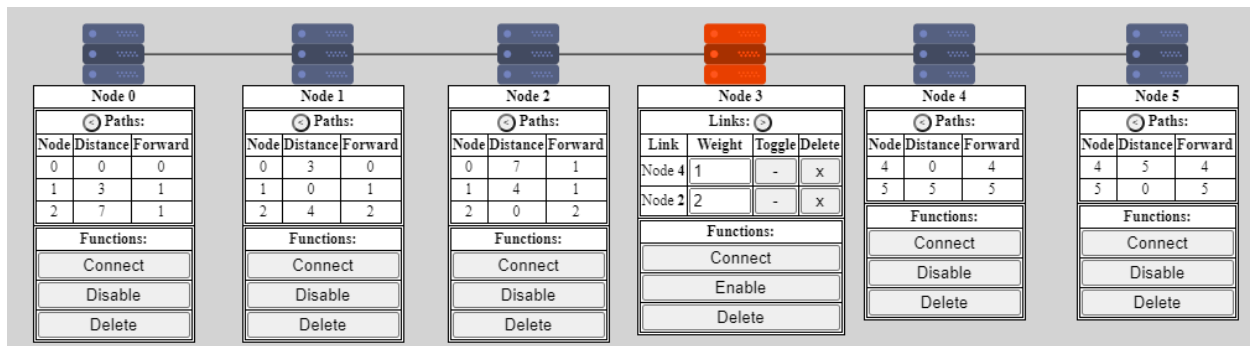 Node 0
< Paths:
Node Distance Forward
0 0 0
1 3 1
2 7 1
Functions:
Connect
Disable
Delete
Node 1
< Paths:
Node Distance Forward
0 3 0
1 0 1
2 4 2
Functions:
Connect
Disable
Delete
Node 2
< Paths:
Node Distance Forward
0 7 1
1 4 1
2 0 2
Functions:
Connect
Disable
Delete
Node 3
Links: >
Link Weight Toggle Delete
Node 4 1 - x
Node 2 2 - x
Functions:
Connect
Enable
Delete
Node 4
< Paths:
Node Distance Forward
4 0 4
5 5 5
Functions:
Connect
Disable
Delete
Node 5
< Paths:
Node Distance Forward
4 5 4
5 0 5
Functions:
Connect
Disable
Delete